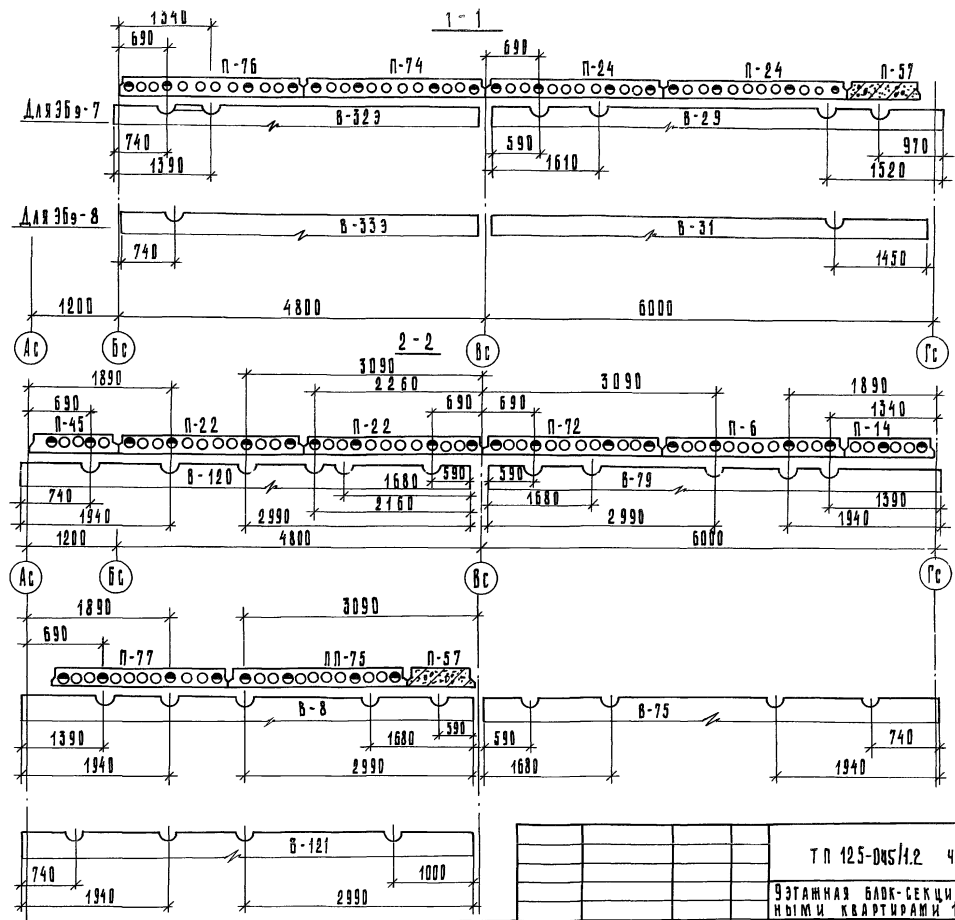 1-1
1340
690
690
П-76 П-74 П-24 П-24 П-57
Для ЭБэ-7
В-32Э В-29
740 590 970
1390 1610 1520
Для ЭБэ-8
В-33Э В-31
740 1450
1200 4800 6000
Ас Бс Вс Гс
2-2
3090
1890 2260 3090 1890
690 690 690 1340
П-45 П-22 П-22 П-72 П-6 П-14
В-120 1680 590 590 В-79
740 2160 1680 1390
1940 2990 2990 1940
1200 4800 6000
Ас Бс Вс Гс
1890 3090
690
П-77 ПП-75 П-57
В-8 В-75
1390 1680 590 590 740
1940 2990 1680 1940
В-121
740 1000
1940 2990
ТП 125-045/1.2 Ч
9ЭТАЖНАЯ БЛОК-СЕКЦИ
НЫМИ КВАРТИРАМИ 1